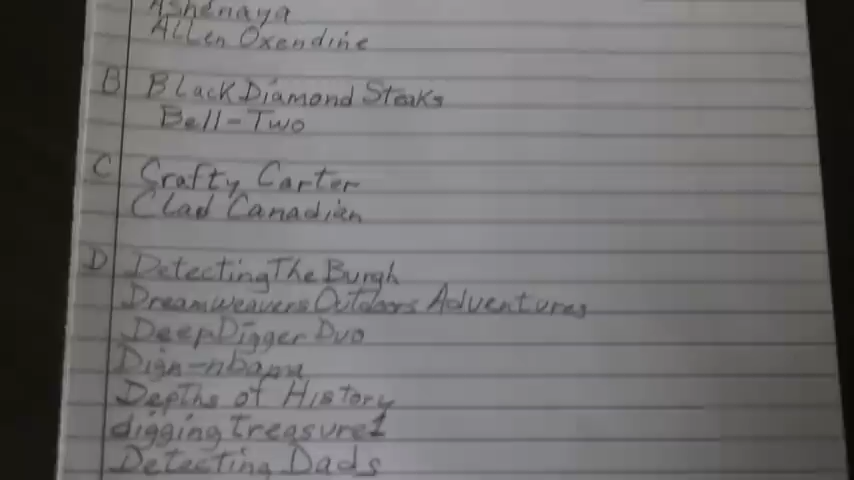 Ashenaya
Allen Oxendine
B Black Diamond Steaks
Bell-Two
C Crafty Carter
Clad Canadian
D Detecting The Burgh
Dreamweavers Outdoors Adventures
Deep Digger Duo
Depths of History
digging treasure1
Detecting Dads